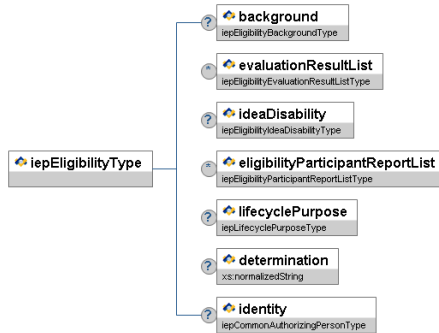 background
iepEligibilityBackgroundType
evaluationResultList
iepEligibilityEvaluationResultListType
ideaDisability
iepEligibilityIdeaDisabilityType
iepEligibilityType
eligibilityParticipantReportList
iepEligibilityParticipantReportListType
lifecyclePurpose
iepLifecyclePurposeType
determination
xs:normalizedString
identity
iepCommonAuthorizingPersonType